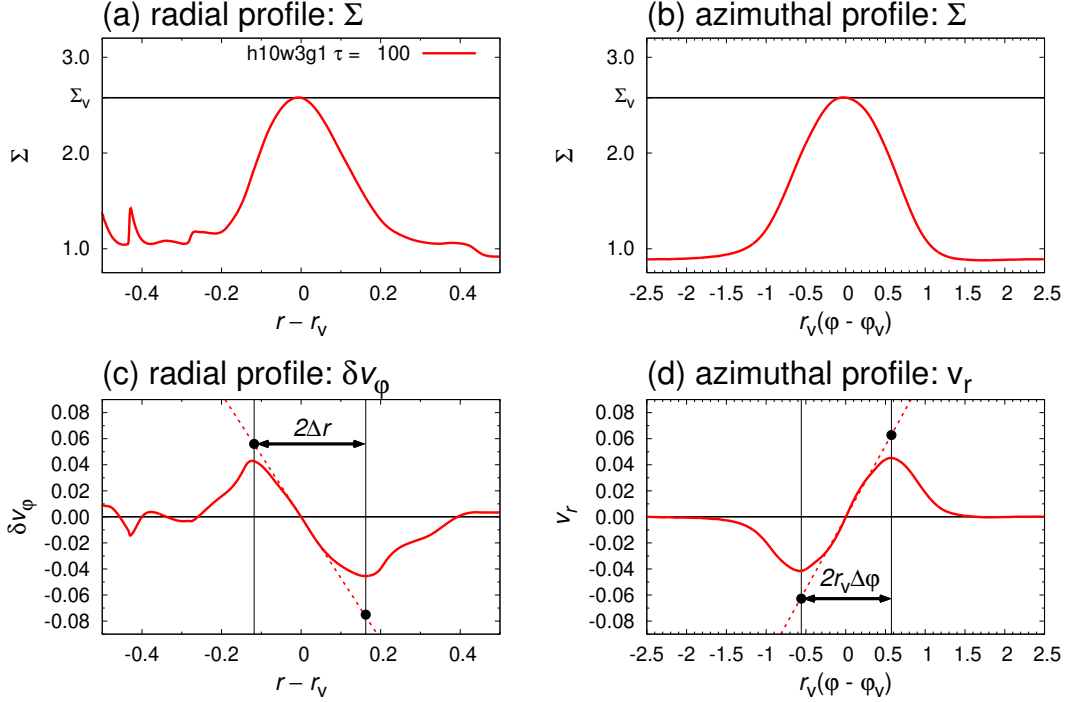 (a) radial profile: Σ
h10w3g1 τ = 100
3.0
Σv
2.0
1.0
Σ
-0.4 -0.2 0 0.2 0.4
r − rv
(b) azimuthal profile: Σ
3.0
Σv
2.0
1.0
Σ
-2.5 -2 -1.5 -1 -0.5 0 0.5 1 1.5 2 2.5
rv(φ - φv)
(c) radial profile: δvφ
0.08
0.06
0.04
0.02
0.00
-0.02
-0.04
-0.06
-0.08
δvφ
2Δr
-0.4 -0.2 0 0.2 0.4
r − rv
(d) azimuthal profile: vr
0.08
0.06
0.04
0.02
0.00
-0.02
-0.04
-0.06
-0.08
vr
2rvΔφ
-2.5 -2 -1.5 -1 -0.5 0 0.5 1 1.5 2 2.5
rv(φ - φv)